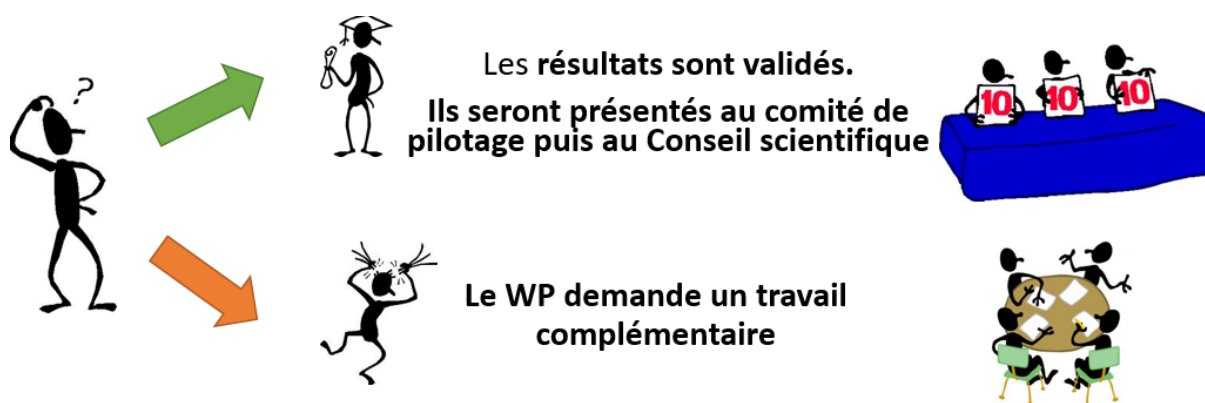 ?
Les résultats sont validés.
Ils seront présentés au comité de
pilotage puis au Conseil scientifique
10 10 10
Le WP demande un travail
complémentaire